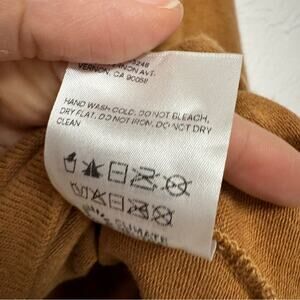 VERNON, CA 90058
HAND WASH COLD. DO NOT BLEACH,
DRY FLAT. DO NOT IRON. DO NOT DRY
CLEAN
CLIMATE